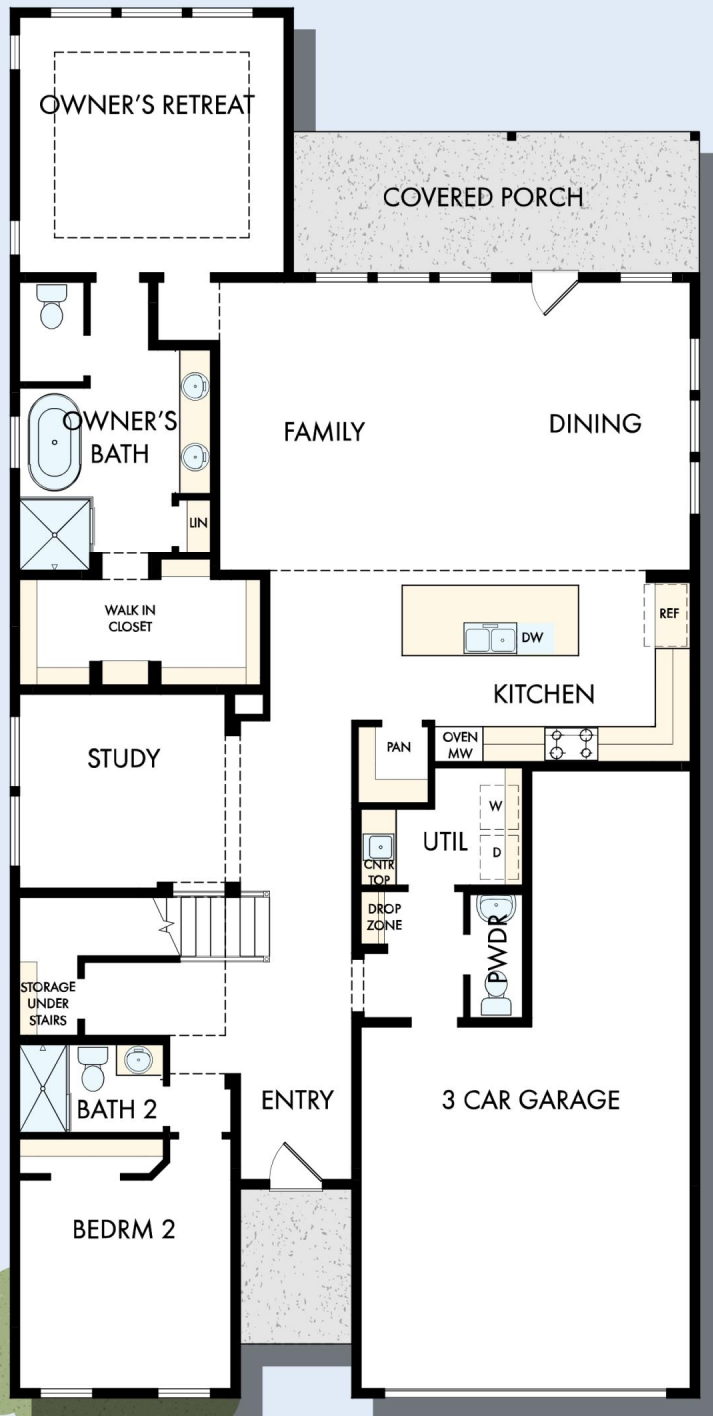 OWNER'S RETREAT
COVERED PORCH
OWNER'S
BATH
FAMILY
DINING
LIN
WALK IN
CLOSET
REF
DW
KITCHEN
STUDY
PAN
OVEN
MW
W
UTIL
D
CNTR
TOP
DROP
ZONE
PWDR
STORAGE
UNDER
STAIRS
BATH 2
ENTRY
3 CAR GARAGE
BEDRM 2